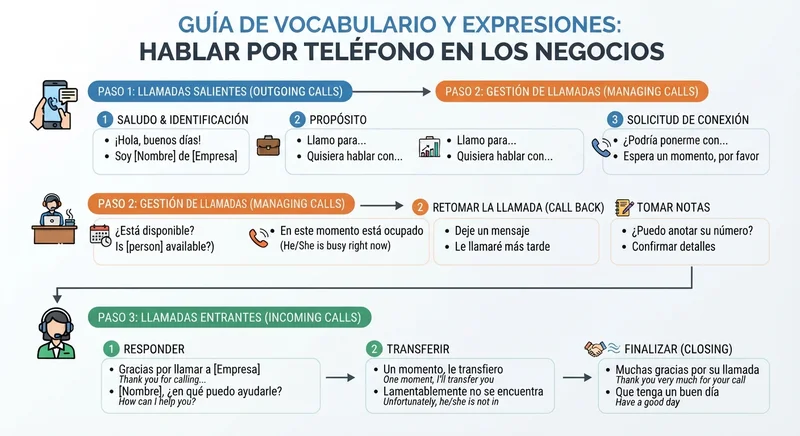 GUÍA DE VOCABULARIO Y EXPRESIONES:
HABLAR POR TELÉFONO EN LOS NEGOCIOS
PASO 1: LLAMADAS SALIENTES (OUTGOING CALLS)
PASO 2: GESTIÓN DE LLAMADAS (MANAGING CALLS)
1 SALUDO & IDENTIFICACIÓN
• ¡Hola, buenos días!
• Soy [Nombre] de [Empresa]
2 PROPÓSITO
• Llamo para...
• Quisiera hablar con...
• Llamo para...
• Quisiera hablar con...
3 SOLICITUD DE CONEXIÓN
• ¿Podría ponerme con...
• Espera un momento, por favor
PASO 2: GESTIÓN DE LLAMADAS (MANAGING CALLS)
¿Está disponible?
Is [person] available?)
• En este momento está ocupado
(He/She is busy right now)
2 RETOMAR LA LLAMADA (CALL BACK)
• Deje un mensaje
• Le llamaré más tarde
TOMAR NOTAS
• ¿Puedo anotar su número?
• Confirmar detalles
PASO 3: LLAMADAS ENTRANTES (INCOMING CALLS)
1 RESPONDER
• Gracias por llamar a [Empresa]
Thank you for calling...
• [Nombre], ¿en qué puedo ayudarle?
How can I help you?
2 TRANSFERIR
• Un momento, le transfiero
One moment, I'll transfer you
• Lamentablemente no se encuentra
Unfortunately, he/she is not in
FINALIZAR (CLOSING)
• Muchas gracias por su llamada
Thank you very much for your call
• Que tenga un buen día
Have a good day